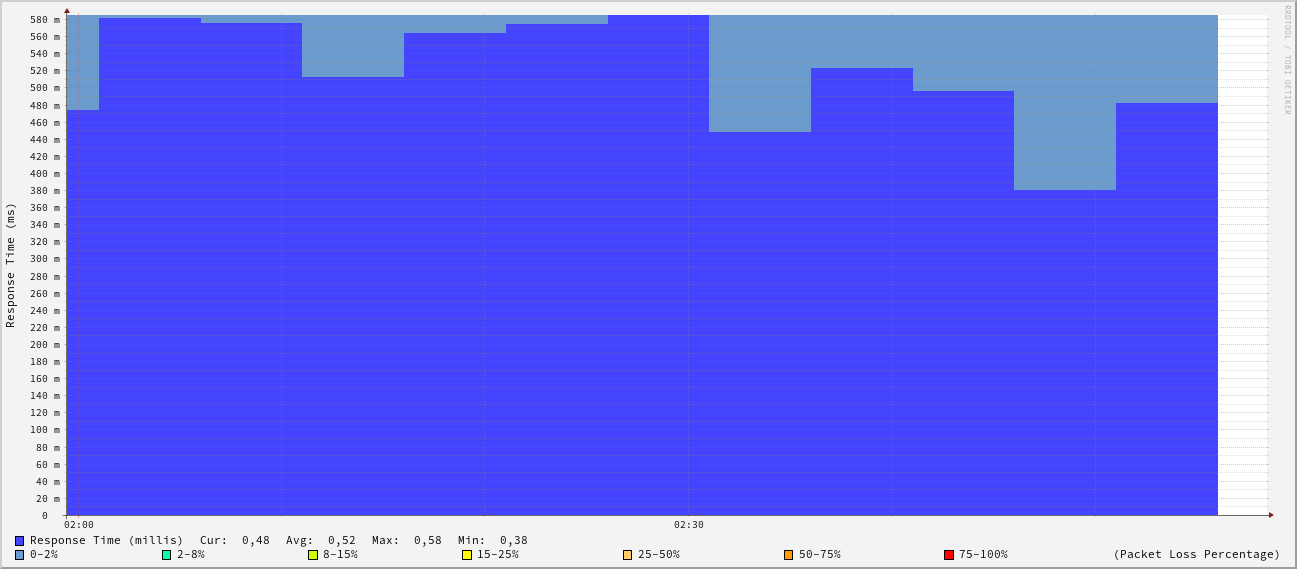 580 m
560 m
540 m
520 m
500 m
480 m
460 m
440 m
420 m
400 m
380 m
360 m
340 m
320 m
300 m
280 m
260 m
240 m
220 m
200 m
180 m
160 m
140 m
120 m
100 m
80 m
60 m
40 m
20 m
0
Response Time (ms)
RRDTOOL / TOBI OETIKER
02:00 02:30
Response Time (millis) Cur: 0,48 Avg: 0,52 Max: 0,58 Min: 0,38
0-2% 2-8% 8-15% 15-25% 25-50% 50-75% 75-100% (Packet Loss Percentage)